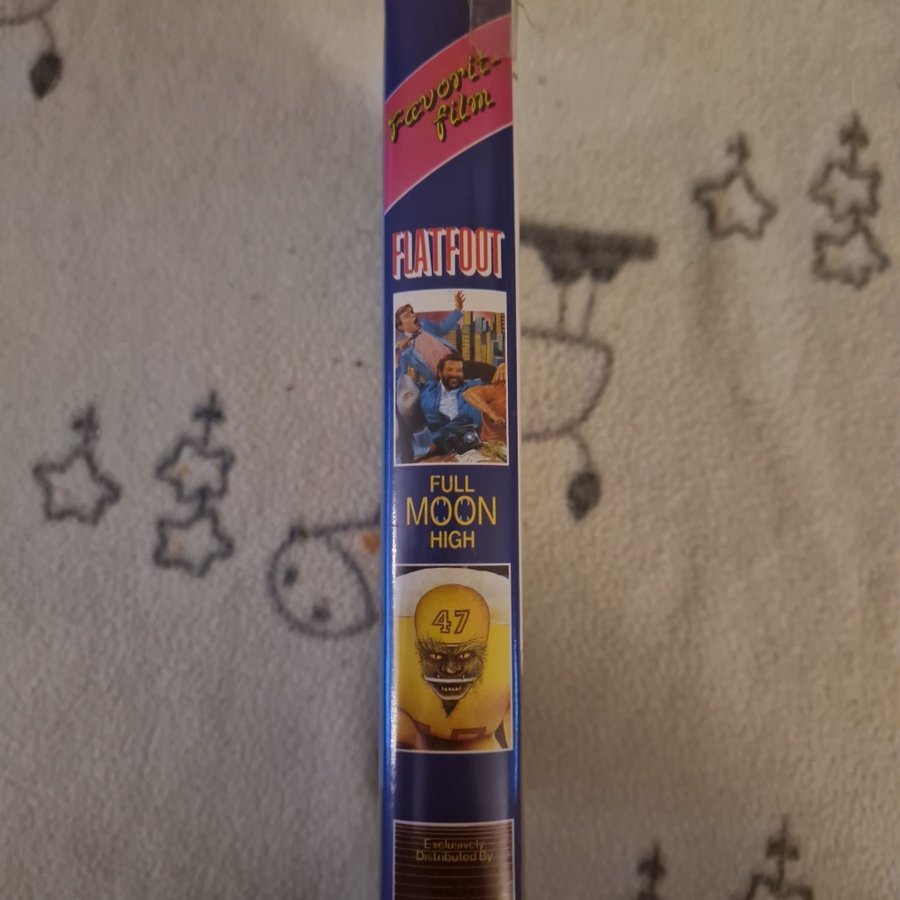 Favorit-
film
FLATFOOT
FULL
MOON
HIGH
47
Exclusively
Distributed By